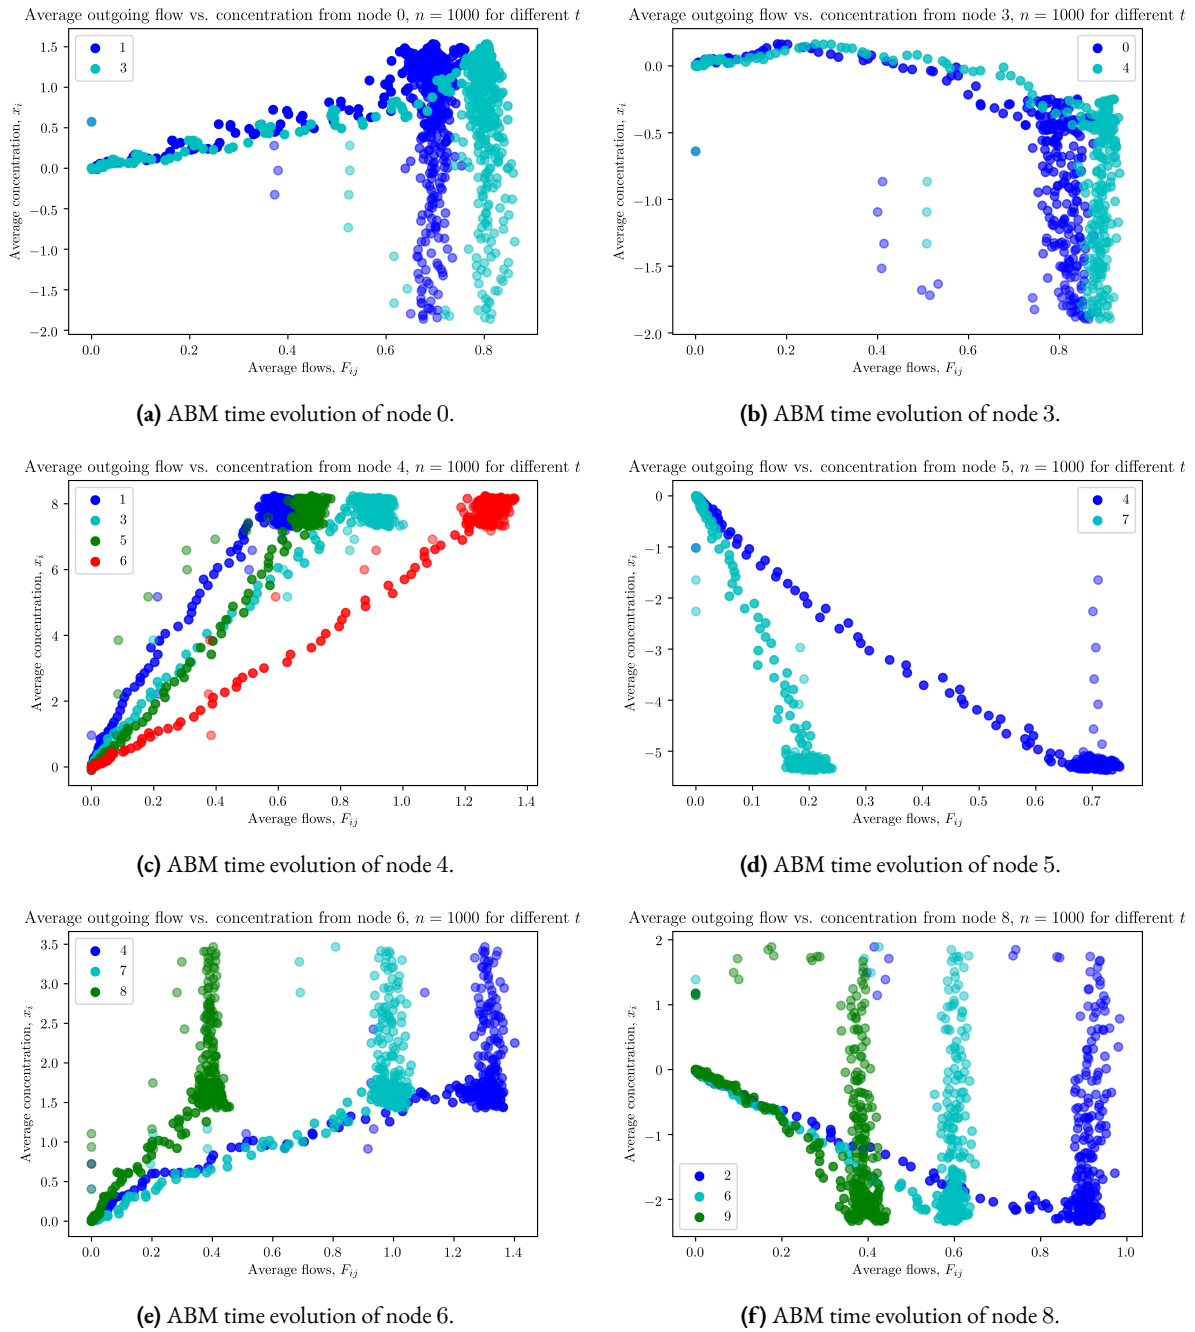 Average outgoing flow vs. concentration from node 0, n = 1000 for different t
1
3
Average concentration, x_i
1.5
1.0
0.5
0.0
−0.5
−1.0
−1.5
−2.0
0.0 0.2 0.4 0.6 0.8
Average flows, F_ij
(a) ABM time evolution of node 0.
Average outgoing flow vs. concentration from node 3, n = 1000 for different t
0
4
Average concentration, x_i
0.0
−0.5
−1.0
−1.5
−2.0
0.0 0.2 0.4 0.6 0.8
Average flows, F_ij
(b) ABM time evolution of node 3.
Average outgoing flow vs. concentration from node 4, n = 1000 for different t
1
3
5
6
Average concentration, x_i
8
6
4
2
0
0.0 0.2 0.4 0.6 0.8 1.0 1.2 1.4
Average flows, F_ij
(c) ABM time evolution of node 4.
Average outgoing flow vs. concentration from node 5, n = 1000 for different t
4
7
Average concentration, x_i
0
−1
−2
−3
−4
−5
0.0 0.1 0.2 0.3 0.4 0.5 0.6 0.7
Average flows, F_ij
(d) ABM time evolution of node 5.
Average outgoing flow vs. concentration from node 6, n = 1000 for different t
4
7
8
Average concentration, x_i
3.5
3.0
2.5
2.0
1.5
1.0
0.5
0.0
0.0 0.2 0.4 0.6 0.8 1.0 1.2 1.4
Average flows, F_ij
(e) ABM time evolution of node 6.
Average outgoing flow vs. concentration from node 8, n = 1000 for different t
2
6
9
Average concentration, x_i
2
1
0
−1
−2
0.0 0.2 0.4 0.6 0.8 1.0
Average flows, F_ij
(f) ABM time evolution of node 8.